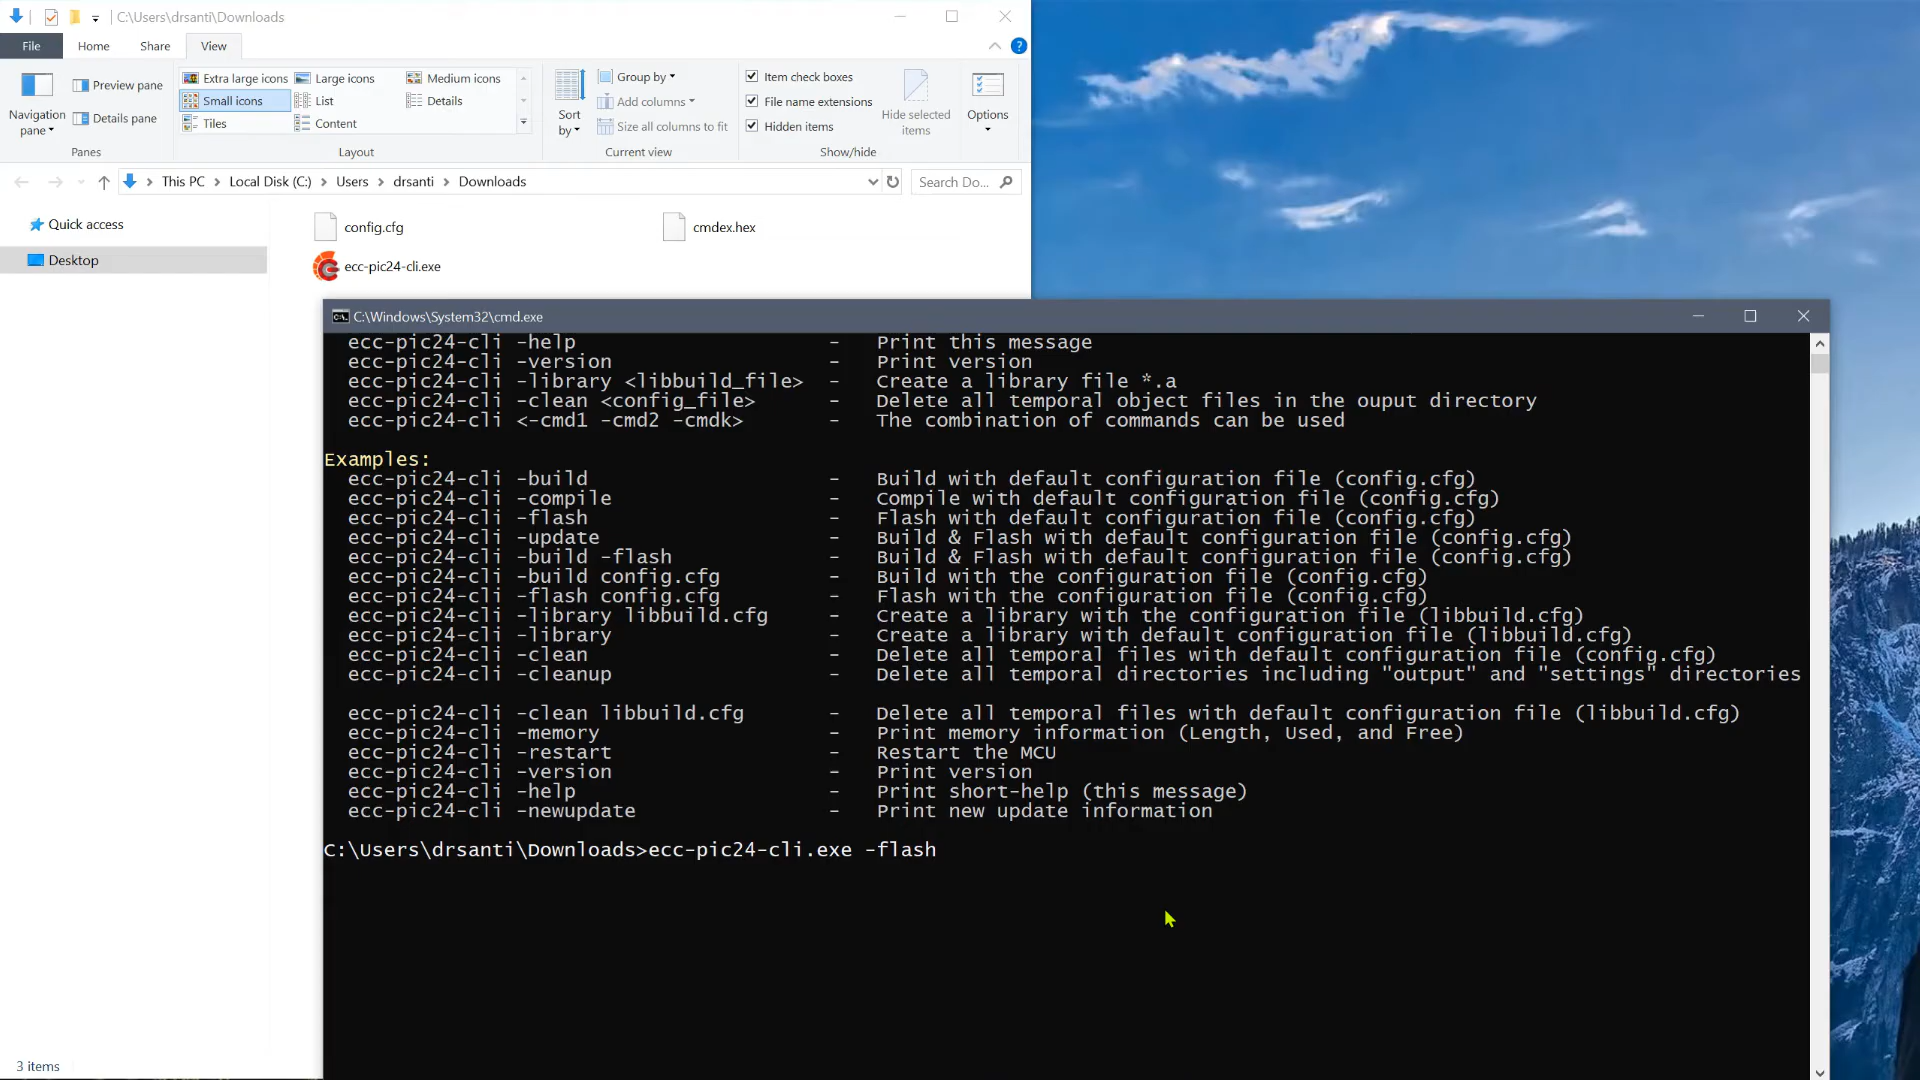 C:\Users\drsanti\Downloads
File Home Share View
Navigation pane
Preview pane
Details pane
Panes
Extra large icons Large icons Medium icons
Small icons List Details
Tiles Content
Layout
Sort by
Group by
Add columns
Size all columns to fit
Current view
Item check boxes
File name extensions
Hidden items
Hide selected items
Show/hide
Options
This PC > Local Disk (C:) > Users > drsanti > Downloads
Search Do...
Quick access
Desktop
config.cfg
cmdex.hex
ecc-pic24-cli.exe
C:\Windows\System32\cmd.exe
ecc-pic24-cli -help - Print this message
ecc-pic24-cli -version - Print version
ecc-pic24-cli -library <libbuild_file> - Create a library file *.a
ecc-pic24-cli -clean <config_file> - Delete all temporal object files in the ouput directory
ecc-pic24-cli <-cmd1 -cmd2 -cmdk> - The combination of commands can be used
Examples:
ecc-pic24-cli -build - Build with default configuration file (config.cfg)
ecc-pic24-cli -compile - Compile with default configuration file (config.cfg)
ecc-pic24-cli -flash - Flash with default configuration file (config.cfg)
ecc-pic24-cli -update - Build & Flash with default configuration file (config.cfg)
ecc-pic24-cli -build -flash - Build & Flash with default configuration file (config.cfg)
ecc-pic24-cli -build config.cfg - Build with the configuration file (config.cfg)
ecc-pic24-cli -flash config.cfg - Flash with the configuration file (config.cfg)
ecc-pic24-cli -library libbuild.cfg - Create a library with the configuration file (libbuild.cfg)
ecc-pic24-cli -library - Create a library with default configuration file (libbuild.cfg)
ecc-pic24-cli -clean - Delete all temporal files with default configuration file (config.cfg)
ecc-pic24-cli -cleanup - Delete all temporal directories including "output" and "settings" directories
ecc-pic24-cli -clean libbuild.cfg - Delete all temporal files with default configuration file (libbuild.cfg)
ecc-pic24-cli -memory - Print memory information (Length, Used, and Free)
ecc-pic24-cli -restart - Restart the MCU
ecc-pic24-cli -version - Print version
ecc-pic24-cli -help - Print short-help (this message)
ecc-pic24-cli -newupdate - Print new update information
C:\Users\drsanti\Downloads>ecc-pic24-cli.exe -flash
3 items